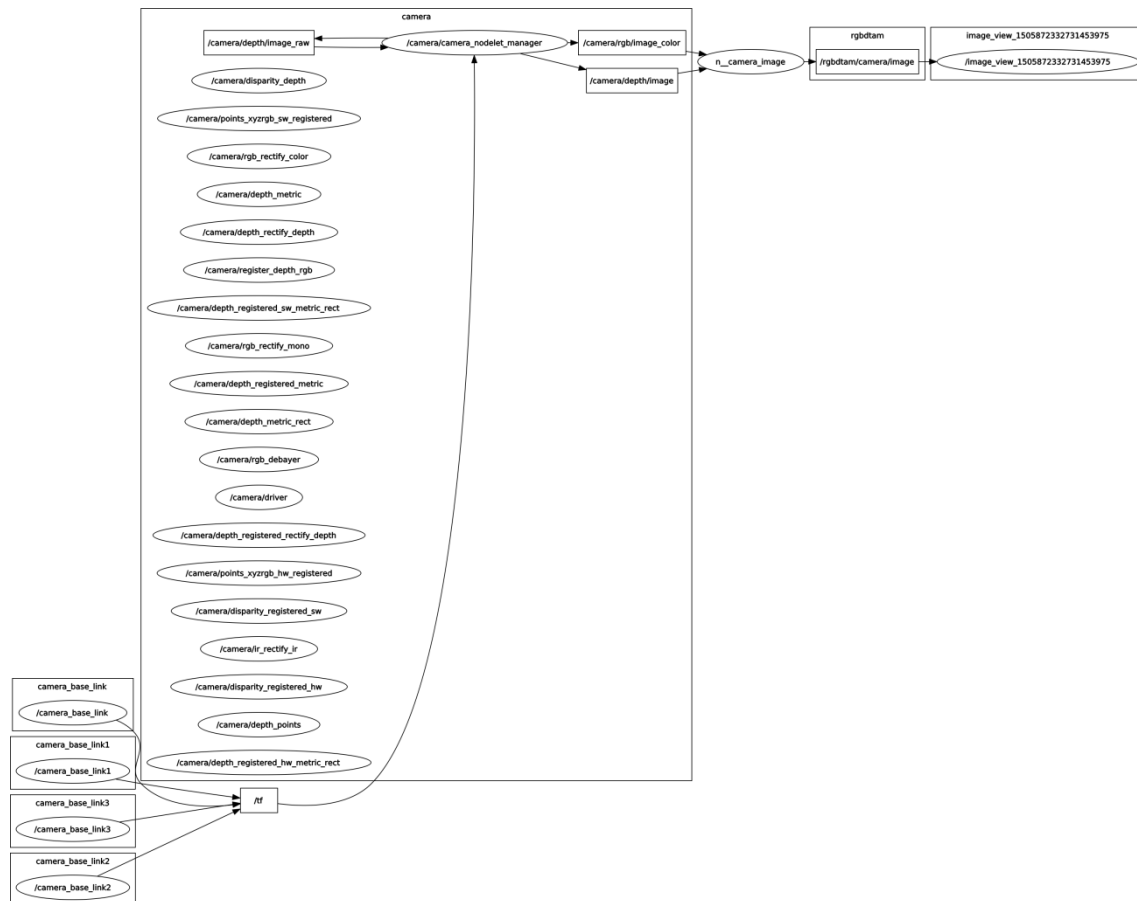 camera
/camera/depth/image_raw
/camera/camera_nodelet_manager
/camera/rgb/image_color
/camera/depth/image
n__camera_image
rgbdtam
/rgbdtam/camera/image
image_view_1505872332731453975
/image_view_1505872332731453975
/camera/disparity_depth
/camera/points_xyzrgb_sw_registered
/camera/rgb_rectify_color
/camera/depth_metric
/camera/depth_rectify_depth
/camera/register_depth_rgb
/camera/depth_registered_sw_metric_rect
/camera/rgb_rectify_mono
/camera/depth_registered_metric
/camera/depth_metric_rect
/camera/rgb_debayer
/camera/driver
/camera/depth_registered_rectify_depth
/camera/points_xyzrgb_hw_registered
/camera/disparity_registered_sw
/camera/ir_rectify_ir
/camera/disparity_registered_hw
/camera/depth_points
/camera/depth_registered_hw_metric_rect
camera_base_link
/camera_base_link
camera_base_link1
/camera_base_link1
camera_base_link3
/camera_base_link3
camera_base_link2
/camera_base_link2
/tf